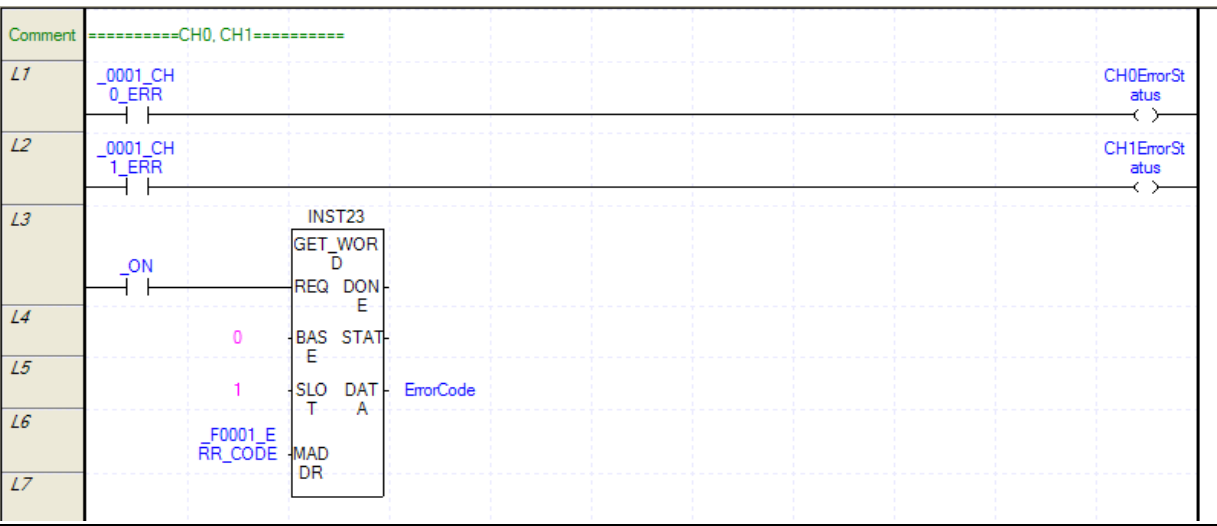 Comment ==========CH0, CH1==========
L1
_0001_CH
0_ERR
CH0ErrorSt
atus
L2
_0001_CH
1_ERR
CH1ErrorSt
atus
L3
INST23
GET_WOR
D
_ON
REQ DON
E
L4
0 BAS STAT
E
L5
1 SLO DAT ErrorCode
T A
L6
_F0001_E
RR_CODE MAD
DR
L7